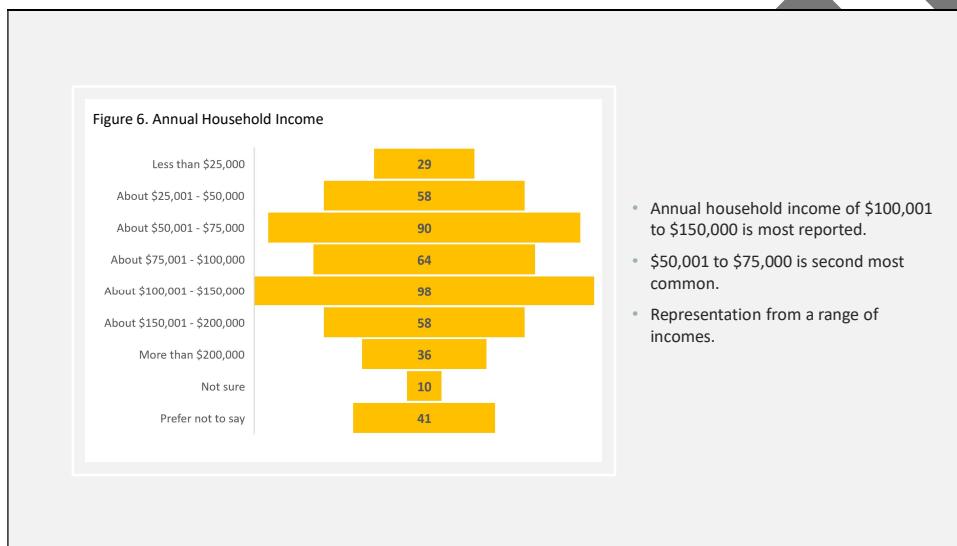 Figure 6. Annual Household Income
Less than $25,000
29
About $25,001 - $50,000
58
About $50,001 - $75,000
90
About $75,001 - $100,000
64
About $100,001 - $150,000
98
About $150,001 - $200,000
58
More than $200,000
36
Not sure
10
Prefer not to say
41
• Annual household income of $100,001
to $150,000 is most reported.
• $50,001 to $75,000 is second most
common.
• Representation from a range of
incomes.